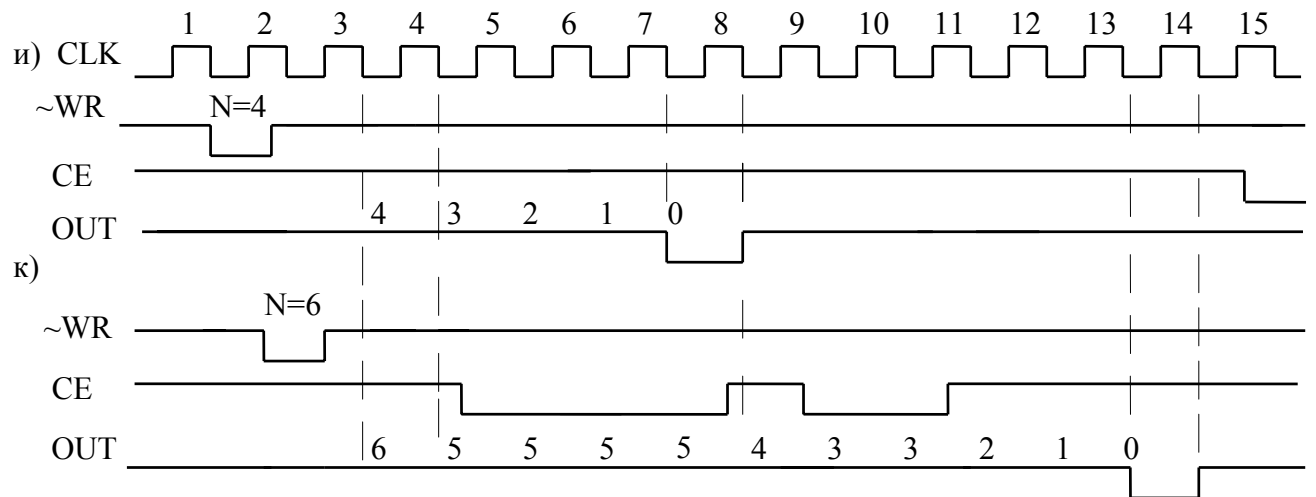 1 2 3 4 5 6 7 8 9 10 11 12 13 14 15
и) CLK
~WR N=4
CE
4 3 2 1 0
OUT
к)
N=6
~WR
CE
OUT 6 5 5 5 5 4 3 3 2 1 0